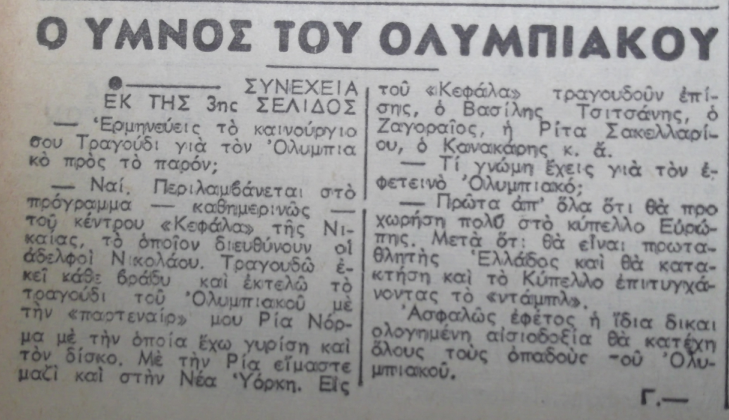 Ο ΥΜΝΟΣ ΤΟΥ ΟΛΥΜΠΙΑΚΟΥ
ΣΥΝΕΧΕΙΑ
ΕΚ ΤΗΣ 3ης ΣΕΛΙΔΟΣ
— Ἑρμηνεύεις τὸ καινούργιο
σου Τραγούδι γιὰ τὸν Ὀλυμπια
κὸ πρὸς τὸ παρόν;
— Ναί. Περιλαμβάνεται στὸ
πρόγραμμα — καθημερινῶς —
τοῦ κέντρου «Κεφάλα» τῆς Νι-
καίας, τὸ ὁποῖον διευθύνουν οἱ
ἀδελφοὶ Νικολάου. Τραγουδῶ ἐ-
κεῖ κάθε βράδυ καὶ ἐκτελῶ τὸ
τραγούδι τοῦ Ὀλυμπιακοῦ μὲ
τὴν «παρτεναὶρ» μου Ρία Νόρ-
μα μὲ τὴν ὁποία ἔχω γυρίση καὶ
τὸν δίσκο. Μὲ τὴν Ρία εἴμαστε
μαζὶ καὶ στὴν Νέα Ὑόρκη. Εἰς
τοῦ «Κεφάλα» τραγουδοῦν ἐπί-
σης, ὁ Βασίλης Τσιτσάνης, ὁ
Ζαγοραῖος, ἡ Ρίτα Σακελλαρί-
ου, ὁ Κανακάρης κ. ἄ.
— Τί γνώμη ἔχεις γιὰ τὸν ἐ-
φετεινὸ Ὀλυμπιακό;
— Πρῶτα ἀπ' ὅλα ὅτι θὰ προ
χωρήση πολὺ στὸ κύπελλο Εὐρώ-
πης. Μετὰ ὅτι θὰ εἶναι πρωτα-
θλητὴς Ἑλλάδος καὶ θὰ κατα-
κτήση καὶ τὸ Κύπελλο ἐπιτυγχά-
νοντας τὸ «ντάμπλ».
Ἀσφαλῶς ἐφέτος ἡ ἴδια δικαι
ολογημένη αἰσιοδοξία θὰ κατέχη
ὅλους τοὺς ὀπαδοὺς τοῦ Ὀλυ-
μπιακοῦ.
Γ.—